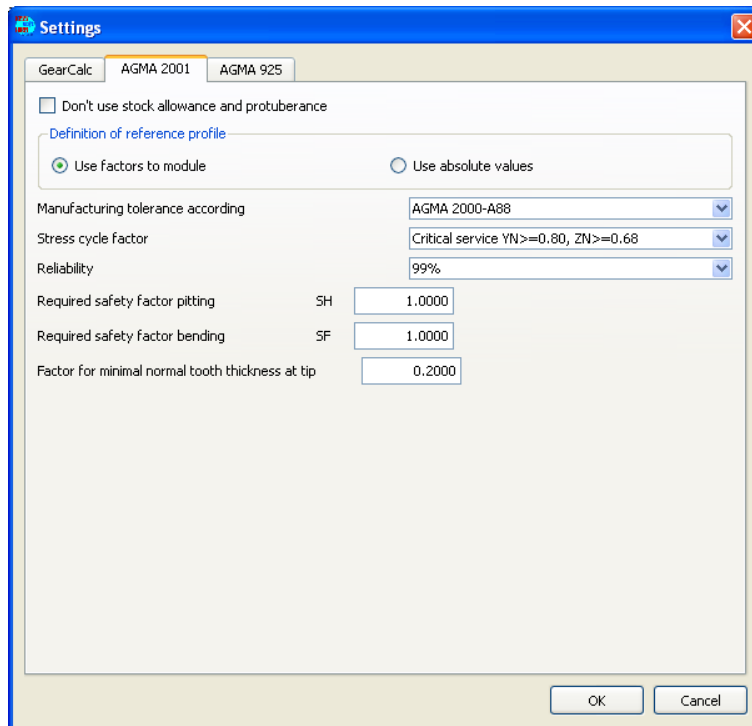 Settings
GearCalc AGMA 2001 AGMA 925
Don't use stock allowance and protuberance
Definition of reference profile
Use factors to module Use absolute values
Manufacturing tolerance according AGMA 2000-A88
Stress cycle factor Critical service YN>=0.80, ZN>=0.68
Reliability 99%
Required safety factor pitting SH 1.0000
Required safety factor bending SF 1.0000
Factor for minimal normal tooth thickness at tip 0.2000
OK Cancel